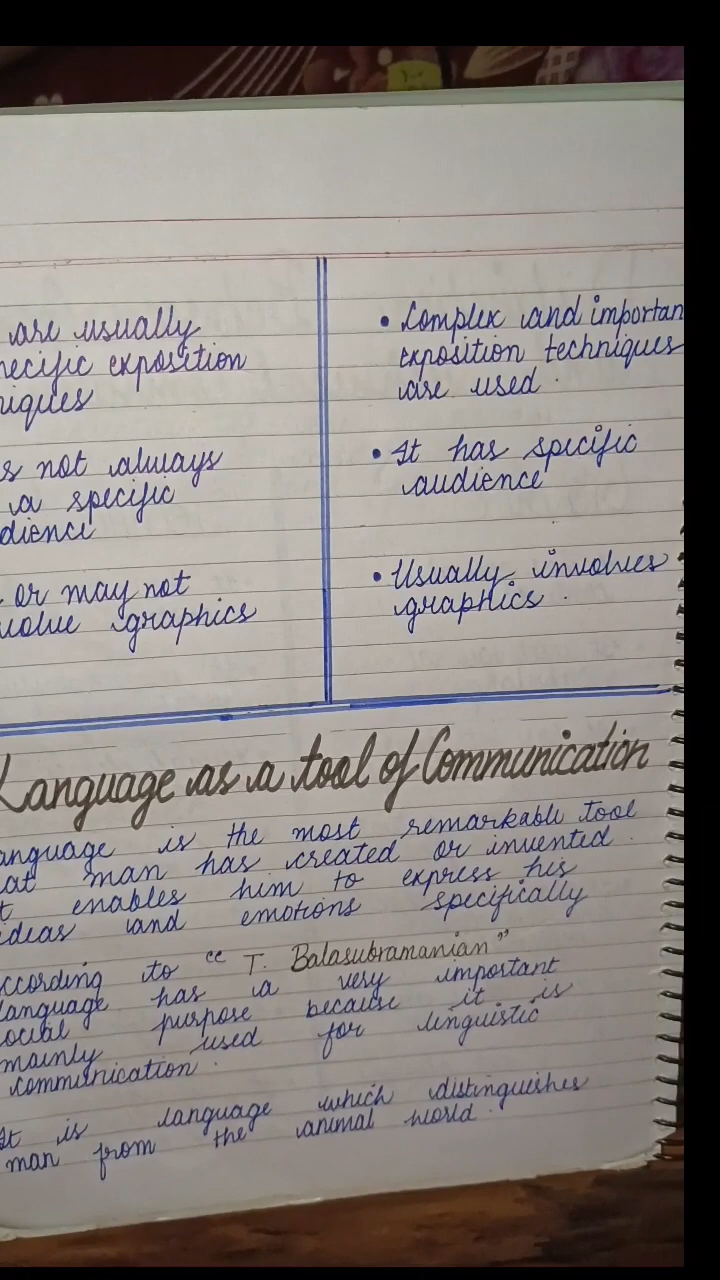 are usually
pecific exposition
niques
s not always
a specific
dience
or may not
volve graphics
• Complex and importan
exposition techniques
are used.
• It has specific
audience
• Usually involves
graphics.
Language as a tool of Communication
anguage is the most remarkable tool
at man has created or invented.
t enables him to express his
ideas and emotions specifically
ccording to “T. Balasubramanian”
language has a very important
ocial purpose because it is
mainly used for linguistic
communication.
It is language which distinguishes
man from the animal world.